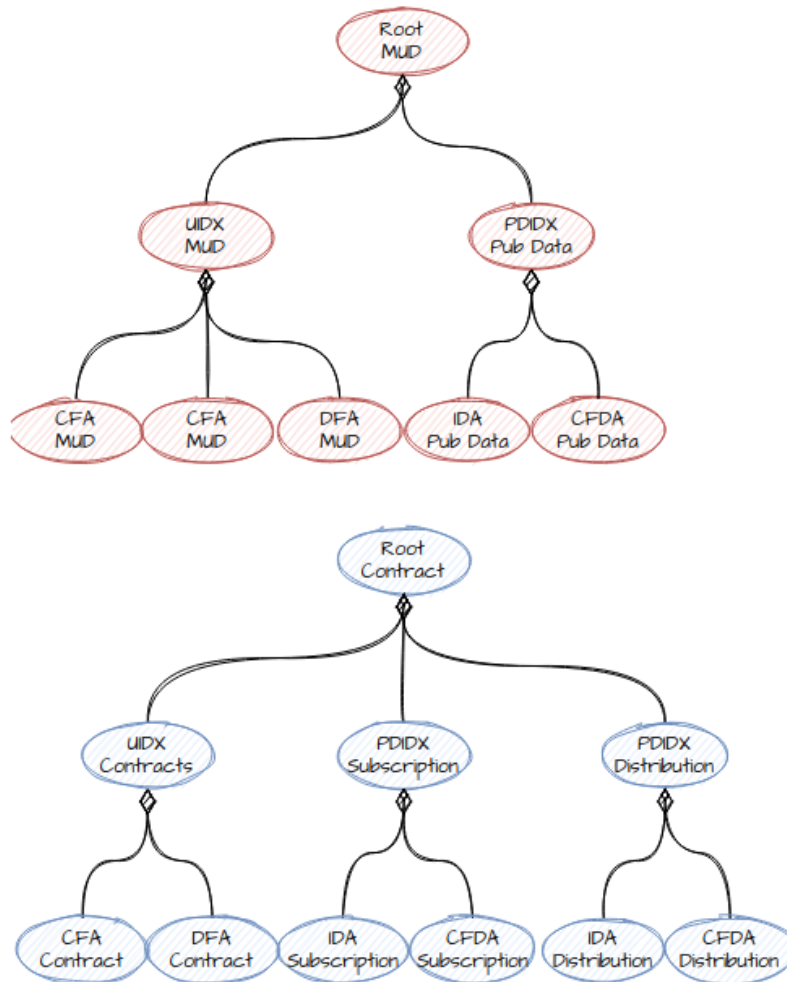 Root
MUD
UIDX
MUD
PDIDX
Pub Data
CFA
MUD
CFA
MUD
DFA
MUD
IDA
Pub Data
CFDA
Pub Data
Root
Contract
UIDX
Contracts
PDIDX
Subscription
PDIDX
Distribution
CFA
Contract
DFA
Contract
IDA
Subscription
CFDA
Subscription
IDA
Distribution
CFDA
Distribution